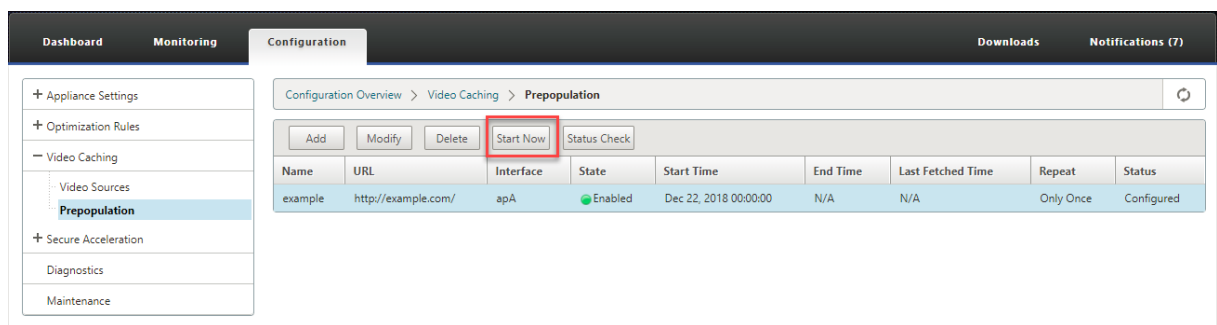 Dashboard Monitoring Configuration Downloads Notifications (7)
+ Appliance Settings
+ Optimization Rules
− Video Caching
Video Sources
Prepopulation
+ Secure Acceleration
Diagnostics
Maintenance
Configuration Overview > Video Caching > Prepopulation
Add Modify Delete Start Now Status Check
Name URL Interface State Start Time End Time Last Fetched Time Repeat Status
example http://example.com/ apA Enabled Dec 22, 2018 00:00:00 N/A N/A Only Once Configured